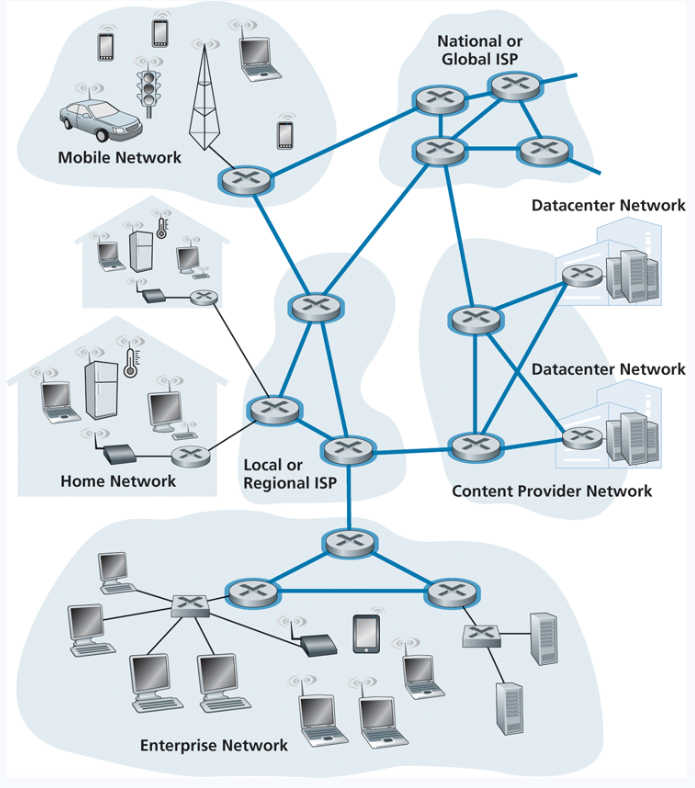 National or
Global ISP
Mobile Network
Datacenter Network
Datacenter Network
Home Network
Local or
Regional ISP
Content Provider Network
Enterprise Network